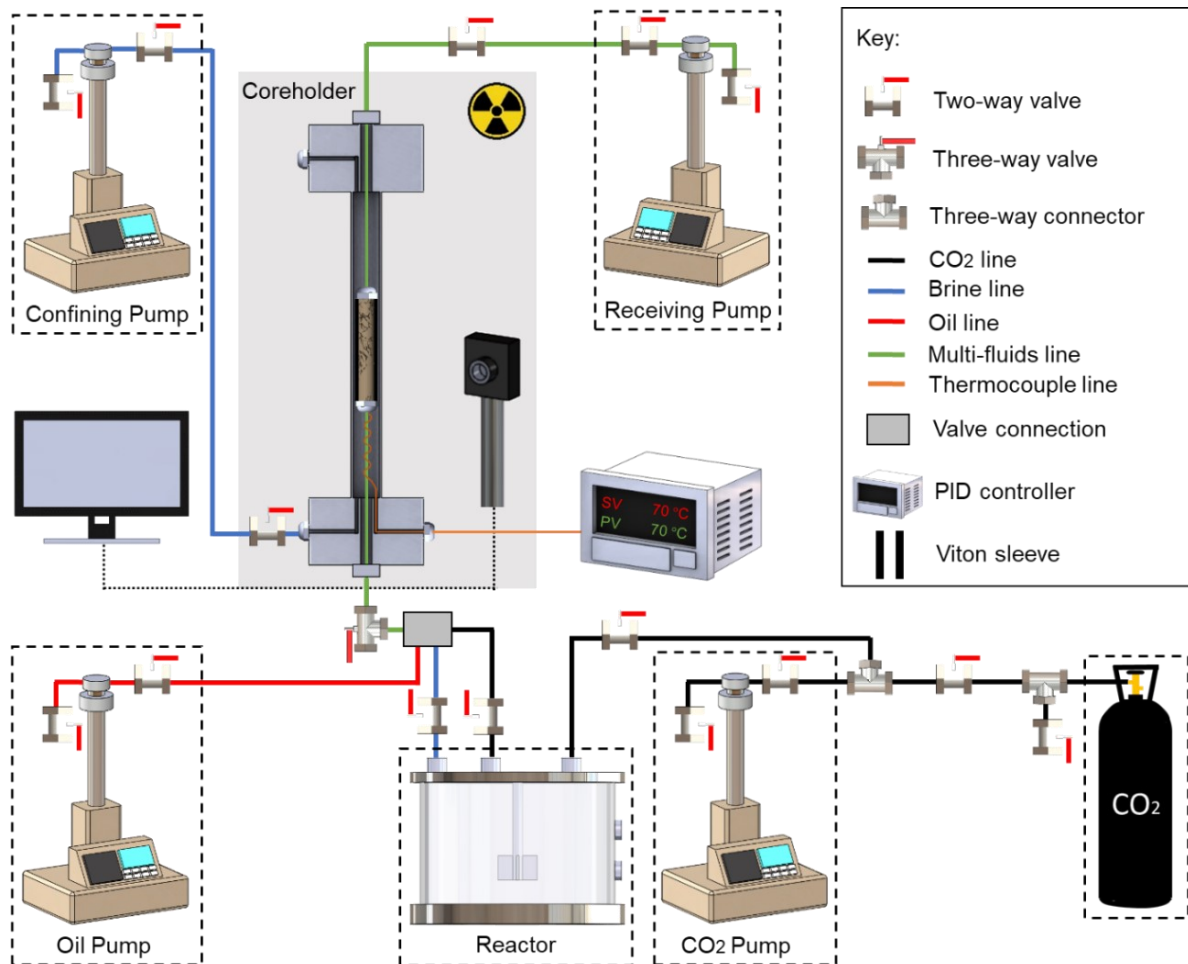 Coreholder
Confining Pump
Receiving Pump
SV 70 °C
PV 70 °C
Oil Pump
Reactor
CO2 Pump
CO2
Key:
Two-way valve
Three-way valve
Three-way connector
CO2 line
Brine line
Oil line
Multi-fluids line
Thermocouple line
Valve connection
PID controller
Viton sleeve